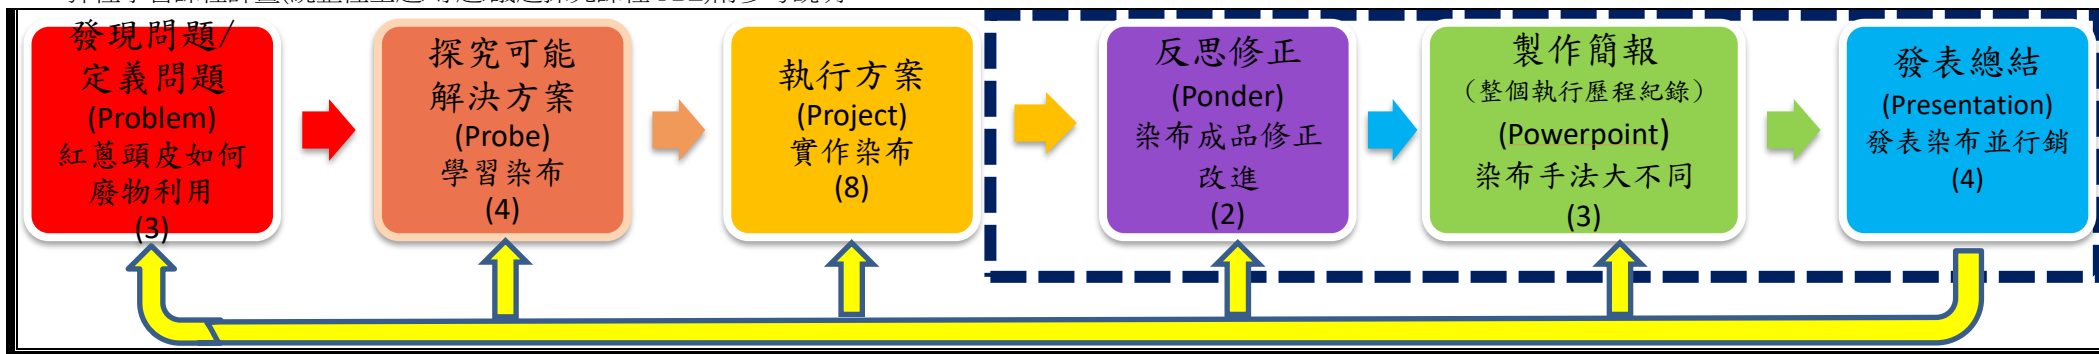 發現問題/
定義問題
(Problem)
紅蔥頭皮如何
廢物利用
(3)
探究可能
解決方案
(Probe)
學習染布
(4)
執行方案
(Project)
實作染布
(8)
反思修正
(Ponder)
染布成品修正
改進
(2)
製作簡報
（整個執行歷程紀錄）
(Powerpoint)
染布手法大不同
(3)
發表總結
(Presentation)
發表染布並行銷
(4)